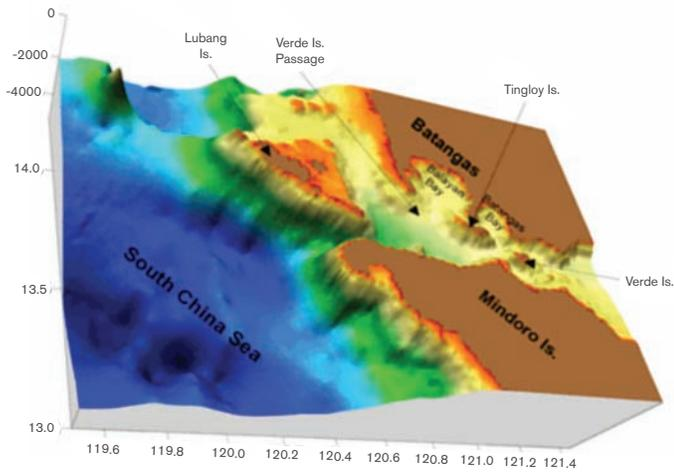 0
-2000
-4000
14.0
13.5
13.0
119.6
119.8
120.0
120.2
120.4
120.6
120.8
121.0
121.2
121.4
Lubang
Is.
Verde Is.
Passage
Tingloy Is.
Batangas
Balayan
Bay
Batangas
Bay
Verde Is.
Mindoro Is.
South China Sea